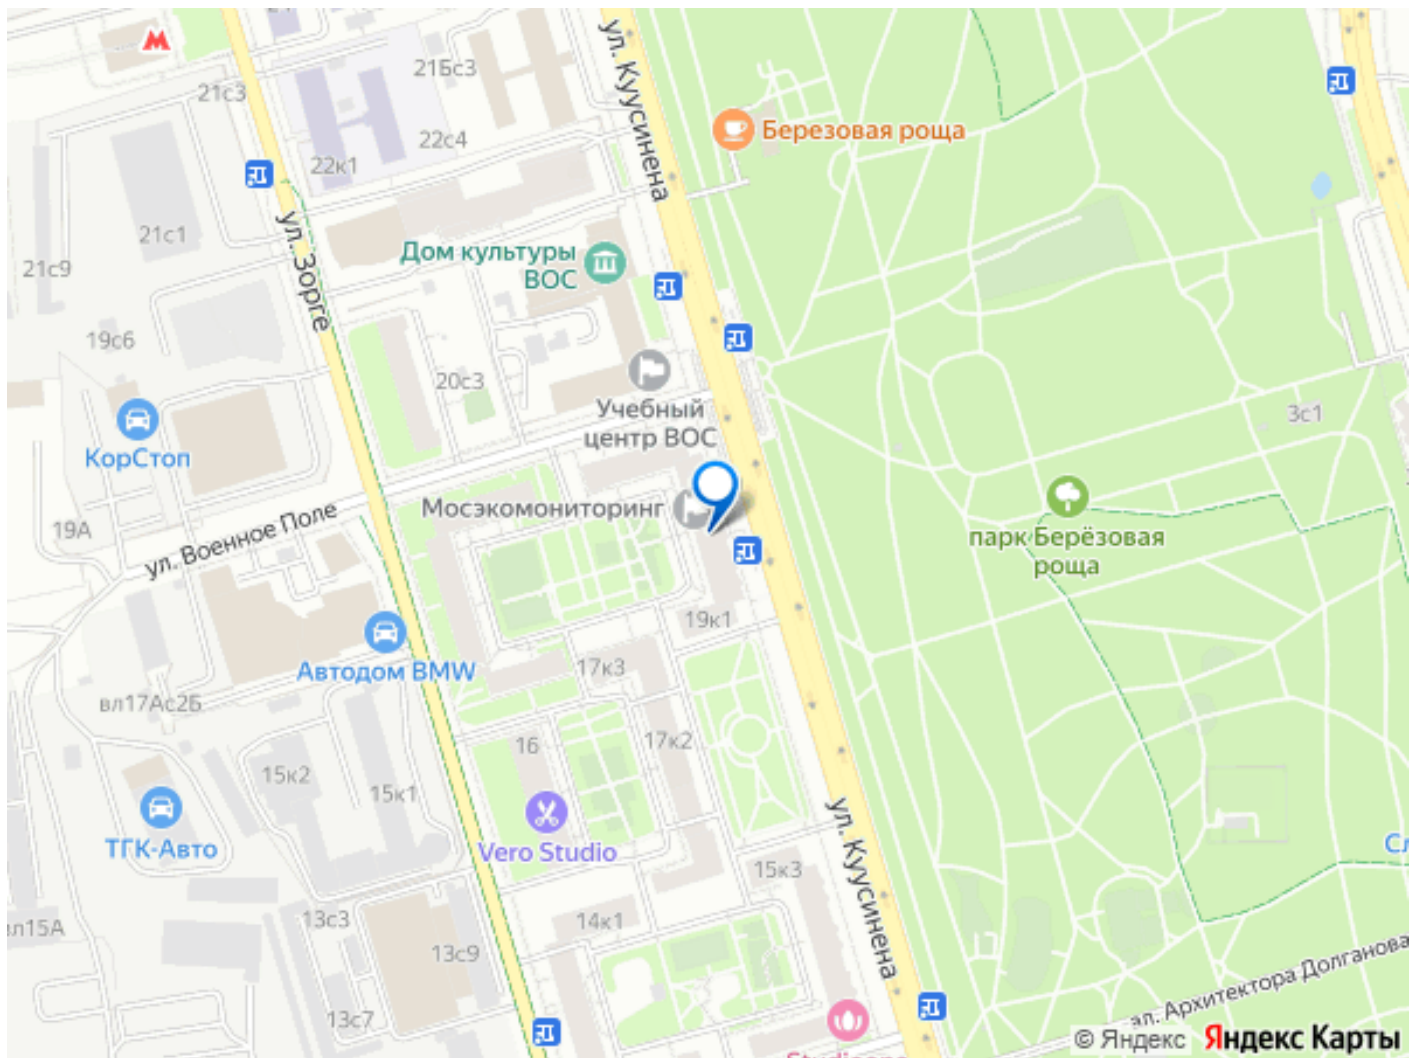 21Бс3
ул. Куусинена
21с3
Березовая роща
22с4
22к1
21с1
ул. Зорге
Дом культуры
ВОС
21с9
19с6
20с3
Учебный
центр ВОС
3с1
КорСтоп
Мосэкомониторинг
19А
ул. Военное Поле
парк Берёзовая
роща
19к1
Автодом BMW
17к3
вл17Ас2Б
17к2
16
15к2
15к1
ТГК-Авто
Vero Studio
ул. Куусинена
15к3
13с3
14к1
13с9
13с7
ал. Архитектора Долганова
© Яндекс
Яндекс Карты